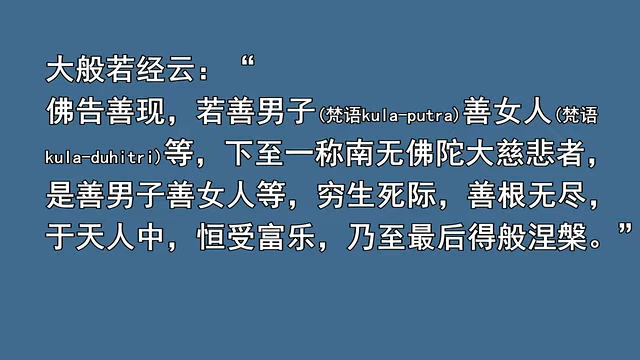 大般若经云：“
佛告善现，若善男子(梵语kula-putra)善女人(梵语
kula-duhitri)等，下至一称南无佛陀大慈悲者，
是善男子善女人等，穷生死际，善根无尽，
于天人中，恒受富乐，乃至最后得般涅槃。”